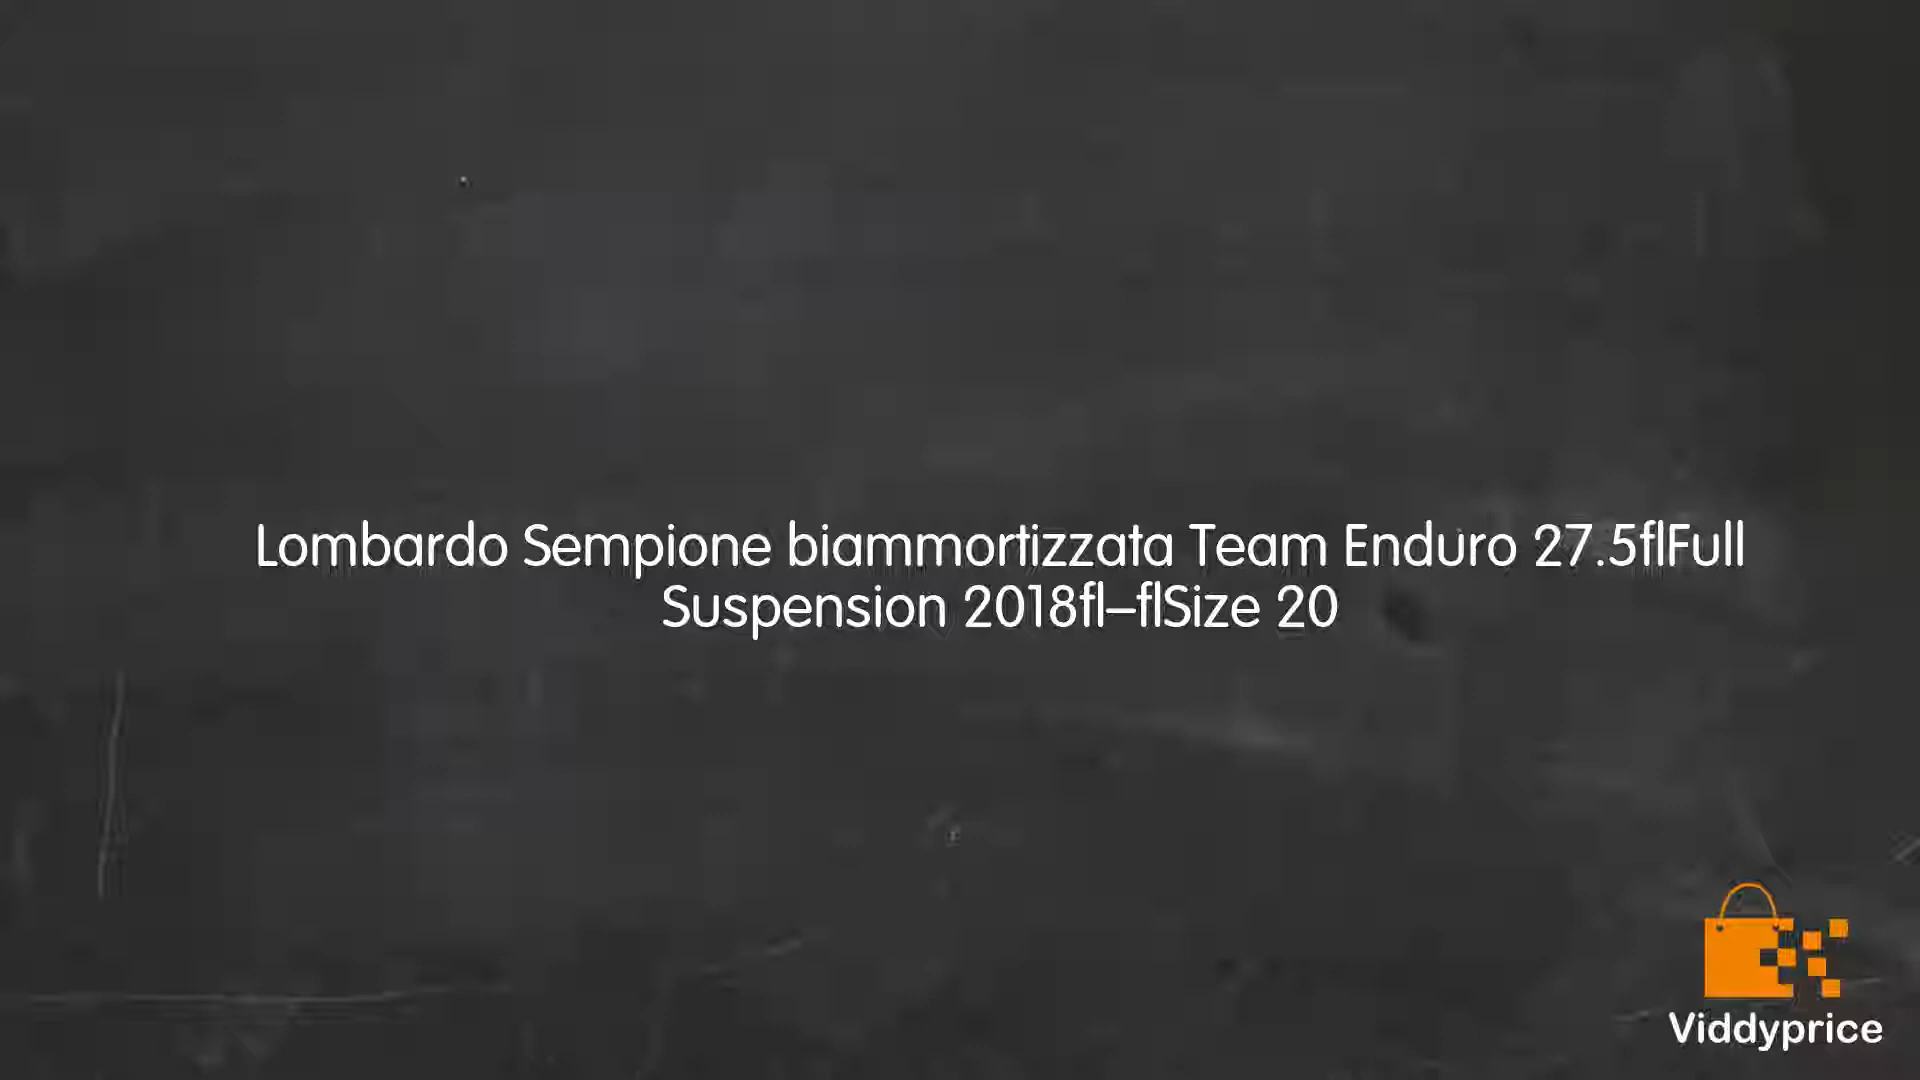 Lombardo Sempione biammortizzata Team Enduro 27.5flFull
Suspension 2018fl–flSize 20
Viddyprice